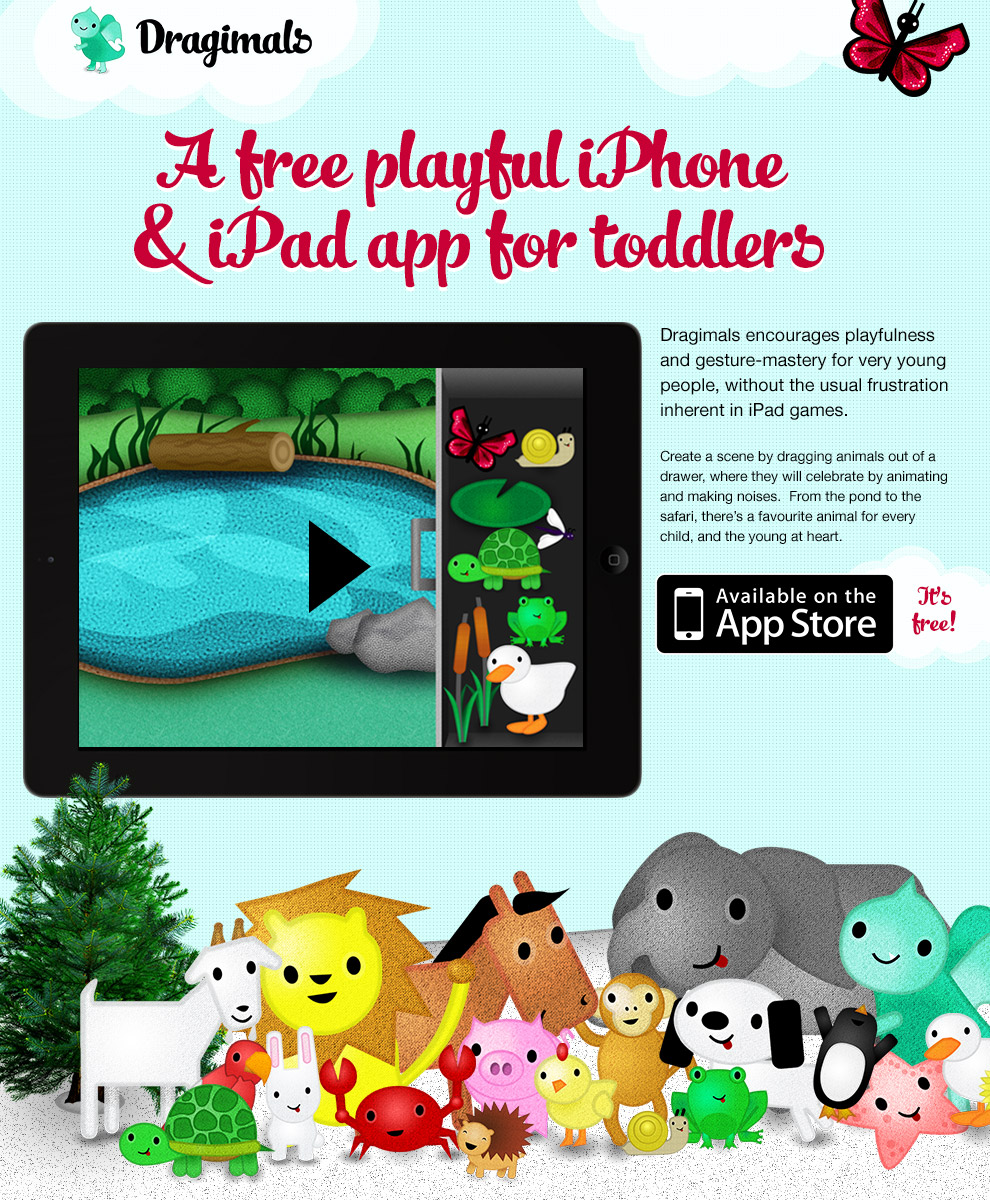 Dragimals
A free playful iPhone
& iPad app for toddlers
Dragimals encourages playfulness
and gesture-mastery for very young
people, without the usual frustration
inherent in iPad games.
Create a scene by dragging animals out of a
drawer, where they will celebrate by animating
and making noises.  From the pond to the
safari, there's a favourite animal for every
child, and the young at heart.
Available on the
App Store
It's
free!